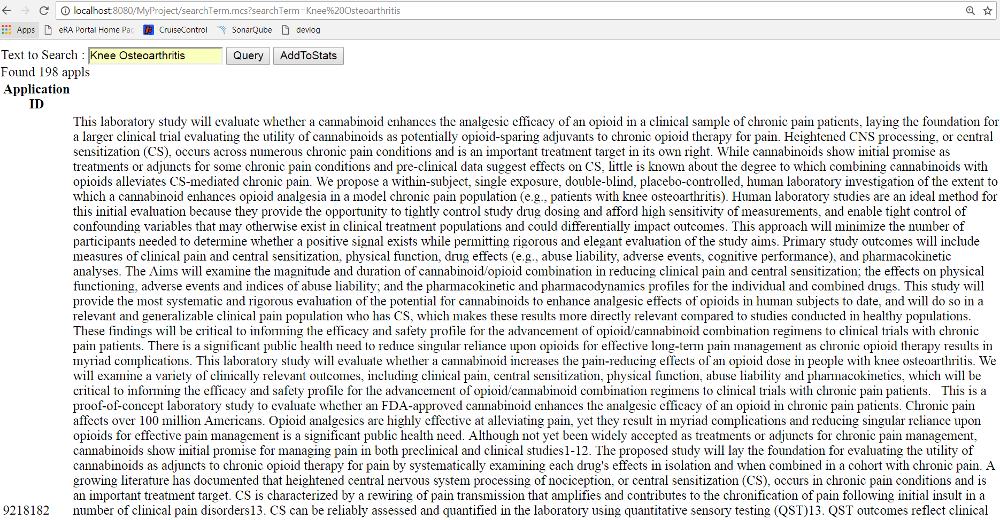 localhost:8080/MyProject/searchTerm.mcs?searchTerm=Knee%20Osteoarthritis
Apps eRA Portal Home Pag CruiseControl SonarQube devlog
Text to Search : Knee Osteoarthritis Query AddToStats
Found 198 appls
Application
ID
This laboratory study will evaluate whether a cannabinoid enhances the analgesic efficacy of an opioid in a clinical sample of chronic pain patients, laying the foundation for
a larger clinical trial evaluating the utility of cannabinoids as potentially opioid-sparing adjuvants to chronic opioid therapy for pain. Heightened CNS processing, or central
sensitization (CS), occurs across numerous chronic pain conditions and is an important treatment target in its own right. While cannabinoids show initial promise as
treatments or adjuncts for some chronic pain conditions and pre-clinical data suggest effects on CS, little is known about the degree to which combining cannabinoids with
opioids alleviates CS-mediated chronic pain. We propose a within-subject, single exposure, double-blind, placebo-controlled, human laboratory investigation of the extent to
which a cannabinoid enhances opioid analgesia in a model chronic pain population (e.g., patients with knee osteoarthritis). Human laboratory studies are an ideal method for
this initial evaluation because they provide the opportunity to tightly control study drug dosing and afford high sensitivity of measurements, and enable tight control of
confounding variables that may otherwise exist in clinical treatment populations and could differentially impact outcomes. This approach will minimize the number of
participants needed to determine whether a positive signal exists while permitting rigorous and elegant evaluation of the study aims. Primary study outcomes will include
measures of clinical pain and central sensitization, physical function, drug effects (e.g., abuse liability, adverse events, cognitive performance), and pharmacokinetic
analyses. The Aims will examine the magnitude and duration of cannabinoid/opioid combination in reducing clinical pain and central sensitization; the effects on physical
functioning, adverse events and indices of abuse liability; and the pharmacokinetic and pharmacodynamics profiles for the individual and combined drugs. This study will
provide the most systematic and rigorous evaluation of the potential for cannabinoids to enhance analgesic effects of opioids in human subjects to date, and will do so in a
relevant and generalizable clinical pain population who has CS, which makes these results more directly relevant compared to studies conducted in healthy populations.
These findings will be critical to informing the efficacy and safety profile for the advancement of opioid/cannabinoid combination regimens to clinical trials with chronic
pain patients. There is a significant public health need to reduce singular reliance upon opioids for effective long-term pain management as chronic opioid therapy results in
myriad complications. This laboratory study will evaluate whether a cannabinoid increases the pain-reducing effects of an opioid dose in people with knee osteoarthritis. We
will examine a variety of clinically relevant outcomes, including clinical pain, central sensitization, physical function, abuse liability and pharmacokinetics, which will be
critical to informing the efficacy and safety profile for the advancement of opioid/cannabinoid combination regimens to clinical trials with chronic pain patients. This is a
proof-of-concept laboratory study to evaluate whether an FDA-approved cannabinoid enhances the analgesic efficacy of an opioid in chronic pain patients. Chronic pain
affects over 100 million Americans. Opioid analgesics are highly effective at alleviating pain, yet they result in myriad complications and reducing singular reliance upon
opioids for effective pain management is a significant public health need. Although not yet been widely accepted as treatments or adjuncts for chronic pain management,
cannabinoids show initial promise for managing pain in both preclinical and clinical studies1-12. The proposed study will lay the foundation for evaluating the utility of
cannabinoids as adjuncts to chronic opioid therapy for pain by systematically examining each drug's effects in isolation and when combined in a cohort with chronic pain. A
growing literature has documented that heightened central nervous system processing of nociception, or central sensitization (CS), occurs in chronic pain conditions and is
an important treatment target. CS is characterized by a rewiring of pain transmission that amplifies and contributes to the chronification of pain following initial insult in a
9218182 number of clinical pain disorders13. CS can be reliably assessed and quantified in the laboratory using quantitative sensory testing (QST)13. QST outcomes reflect clinical